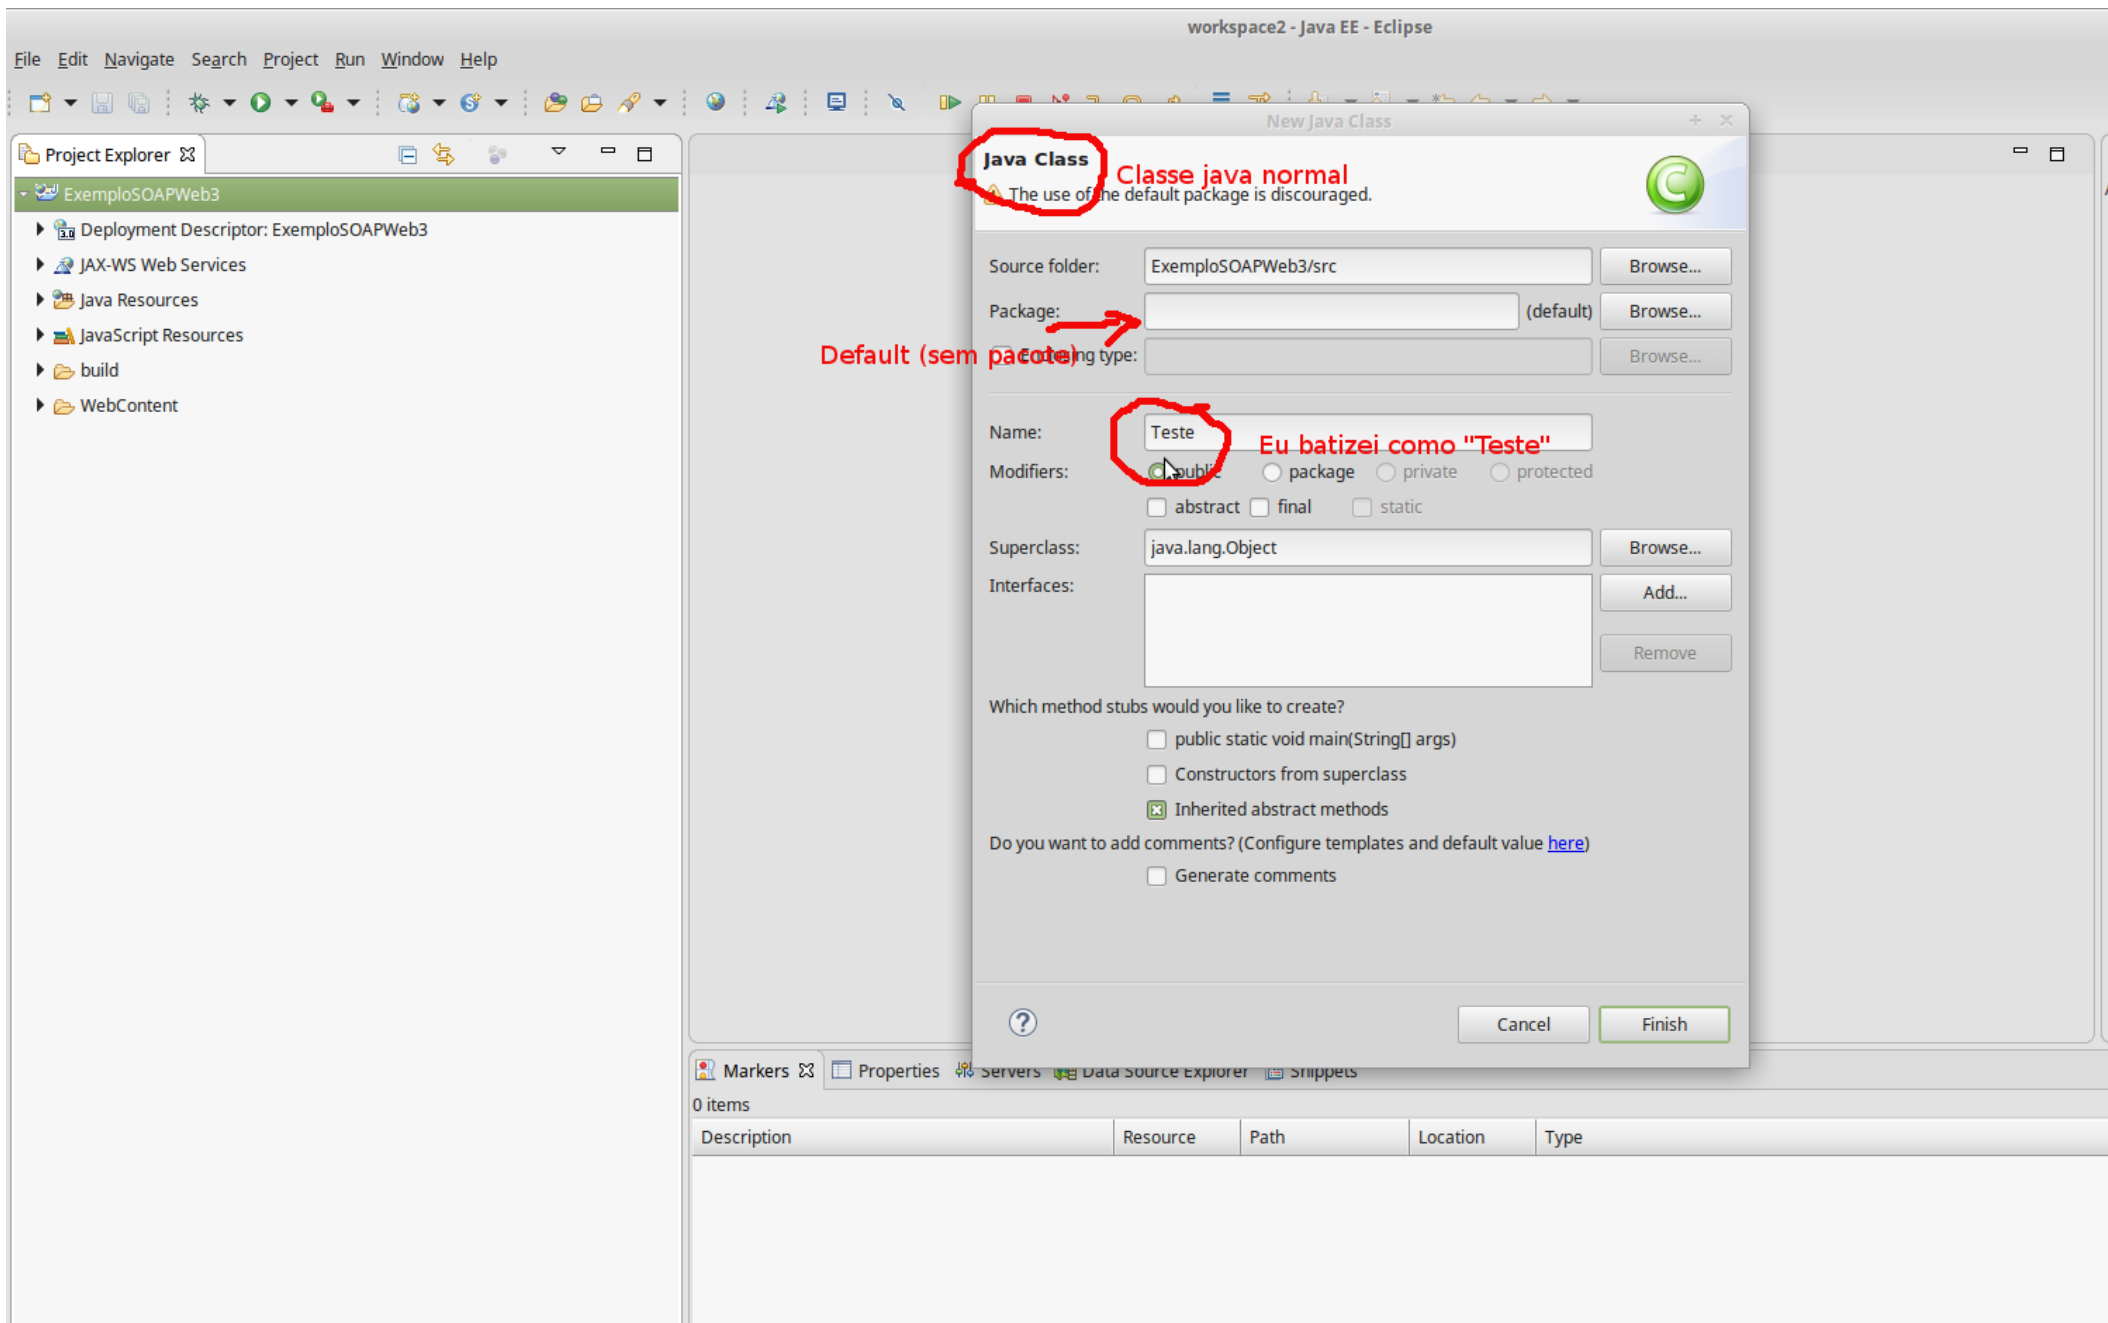 workspace2 - Java EE - Eclipse
File Edit Navigate Search Project Run Window Help
Project Explorer
ExemploSOAPWeb3
Deployment Descriptor: ExemploSOAPWeb3
JAX-WS Web Services
Java Resources
JavaScript Resources
build
WebContent
New Java Class
Java Class
Classe java normal
The use of the default package is discouraged.
Source folder: ExemploSOAPWeb3/src Browse...
Package: (default) Browse...
Default (sem pacote)
Enclosing type: Browse...
Name: Teste
Eu batizei como "Teste"
Modifiers: public package private protected
abstract final static
Superclass: java.lang.Object Browse...
Interfaces: Add...
Remove
Which method stubs would you like to create?
public static void main(String[] args)
Constructors from superclass
Inherited abstract methods
Do you want to add comments? (Configure templates and default value here)
Generate comments
Cancel Finish
Markers Properties Servers Data Source Explorer Snippets
0 items
Description Resource Path Location Type